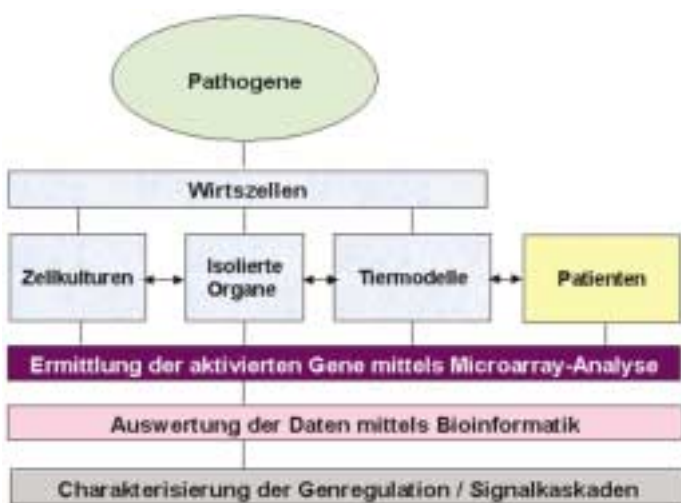 Pathogene
Wirtszellen
Zellkulturen
Isolierte
Organe
Tiermodelle
Patienten
Ermittlung der aktivierten Gene mittels Microarray-Analyse
Auswertung der Daten mittels Bioinformatik
Charakterisierung der Genregulation / Signalkaskaden